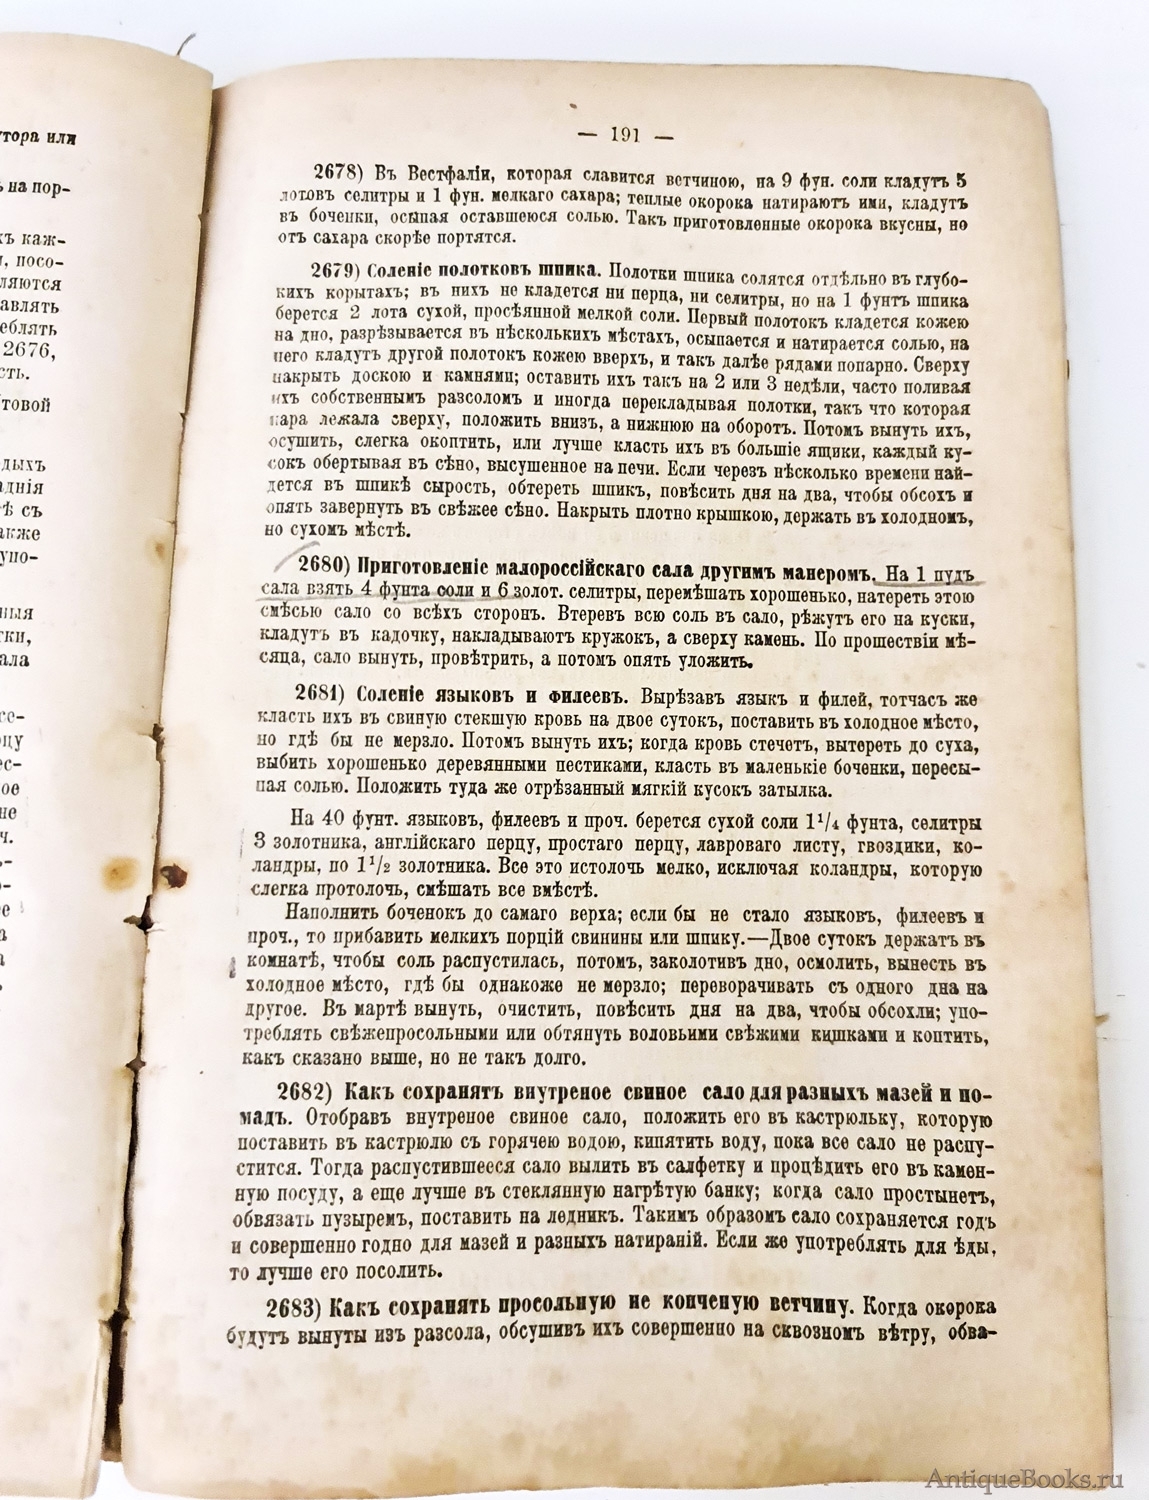 тора или
на пор-
каж-
, посо-
ляются
авлять
еблять
2676,
сть.
товой
дыхъ
аднія
ѣ съ
акже
упо-
ныя
тки,
ала
се-
рцу
ес-
ое
не
ч.
— 191 —
2678) Въ Вестфаліи, которая славится ветчиною, на 9 фун. соли кладутъ 5
лотовъ селитры и 1 фун. мелкаго сахара; теплые окорока натираютъ ими, кладутъ
въ боченки, осыпая оставшеюся солью. Такъ приготовленные окорока вкусны, но
отъ сахара скорѣе портятся.
2679) Соленіе полотковъ шпика. Полотки шпика солятся отдѣльно въ глубо-
кихъ корытахъ; въ нихъ не кладется ни перца, ни селитры, но на 1 фунтъ шпика
берется 2 лота сухой, просѣянной мелкой соли. Первый полотокъ кладется кожею
на дно, разрѣзывается въ нѣсколькихъ мѣстахъ, осыпается и натирается солью, на
него кладутъ другой полотокъ кожею вверхъ, и такъ далѣе рядами попарно. Сверху
накрыть доскою и камнями; оставить ихъ такъ на 2 или 3 недѣли, часто поливая
ихъ собственнымъ разсоломъ и иногда перекладывая полотки, такъ что которая
пара лежала сверху, положить внизъ, а нижнюю на оборотъ. Потомъ вынуть ихъ,
осушить, слегка окоптить, или лучше класть ихъ въ большіе ящики, каждый ку-
сокъ обертывая въ сѣно, высушенное на печи. Если черезъ нѣсколько времени най-
дется въ шпикѣ сырость, обтереть шпикъ, повѣсить дня на два, чтобы обсохъ и
опять завернуть въ свѣжее сѣно. Накрыть плотно крышкою, держать въ холодномъ,
но сухомъ мѣстѣ.
2680) Приготовленіе малороссійскаго сала другимъ манеромъ. На 1 пудъ
сала взять 4 фунта соли и 6 золот. селитры, перемѣшать хорошенько, натереть этою
смѣсью сало со всѣхъ сторонъ. Втеревъ всю соль въ сало, рѣжутъ его на куски,
кладутъ въ кадочку, накладываютъ кружокъ, а сверху камень. По прошествіи мѣ-
сяца, сало вынуть, провѣтрить, а потомъ опять уложить.
2681) Соленіе языковъ и филеевъ. Вырѣзавъ языкъ и филей, тотчасъ же
класть ихъ въ свиную стекшую кровь на двое сутокъ, поставить въ холодное мѣсто,
но гдѣ бы не мерзло. Потомъ вынуть ихъ; когда кровь стечетъ, вытереть до суха,
выбить хорошенько деревянными пестиками, класть въ маленькіе боченки, пересы-
пая солью. Положить туда же отрѣзанный мягкій кусокъ затылка.
На 40 фунт. языковъ, филеевъ и проч. берется сухой соли 1¹/₄ фунта, селитры
3 золотника, англійскаго перцу, простаго перцу, лавроваго листу, гвоздики, ко-
ландры, по 1¹/₂ золотника. Все это истолочь мелко, исключая коландры, которую
слегка протолочь, смѣшать все вмѣстѣ.
Наполнить боченокъ до самаго верха; если бы не стало языковъ, филеевъ и
проч., то прибавить мелкихъ порцій свинины или шпику.—Двое сутокъ держать въ
комнатѣ, чтобы соль распустилась, потомъ, заколотивъ дно, осмолить, вынесть въ
холодное мѣсто, гдѣ бы однакоже не мерзло; переворачивать съ одного дна на
другое. Въ мартѣ вынуть, очистить, повѣсить дня на два, чтобы обсохли; упо-
треблять свѣжепросольными или обтянуть воловьими свѣжими кишками и коптить,
какъ сказано выше, но не такъ долго.
2682) Какъ сохранять внутреное свиное сало для разныхъ мазей и по-
мадъ. Отобравъ внутреное свиное сало, положить его въ кастрюльку, которую
поставить въ кастрюлю съ горячею водою, кипятить воду, пока все сало не распу-
стится. Тогда распустившееся сало вылить въ салфетку и процѣдить его въ камен-
ную посуду, а еще лучше въ стеклянную нагрѣтую банку; когда сало простынетъ,
обвязать пузыремъ, поставить на ледникъ. Такимъ образомъ сало сохраняется годъ
и совершенно годно для мазей и разныхъ натираній. Если же употреблять для ѣды,
то лучше его посолить.
2683) Какъ сохранять просольную не копченую ветчину. Когда окорока
будутъ вынуты изъ разсола, обсушивъ ихъ совершенно на сквозномъ вѣтру, обва-
AntiqueBooks.ru